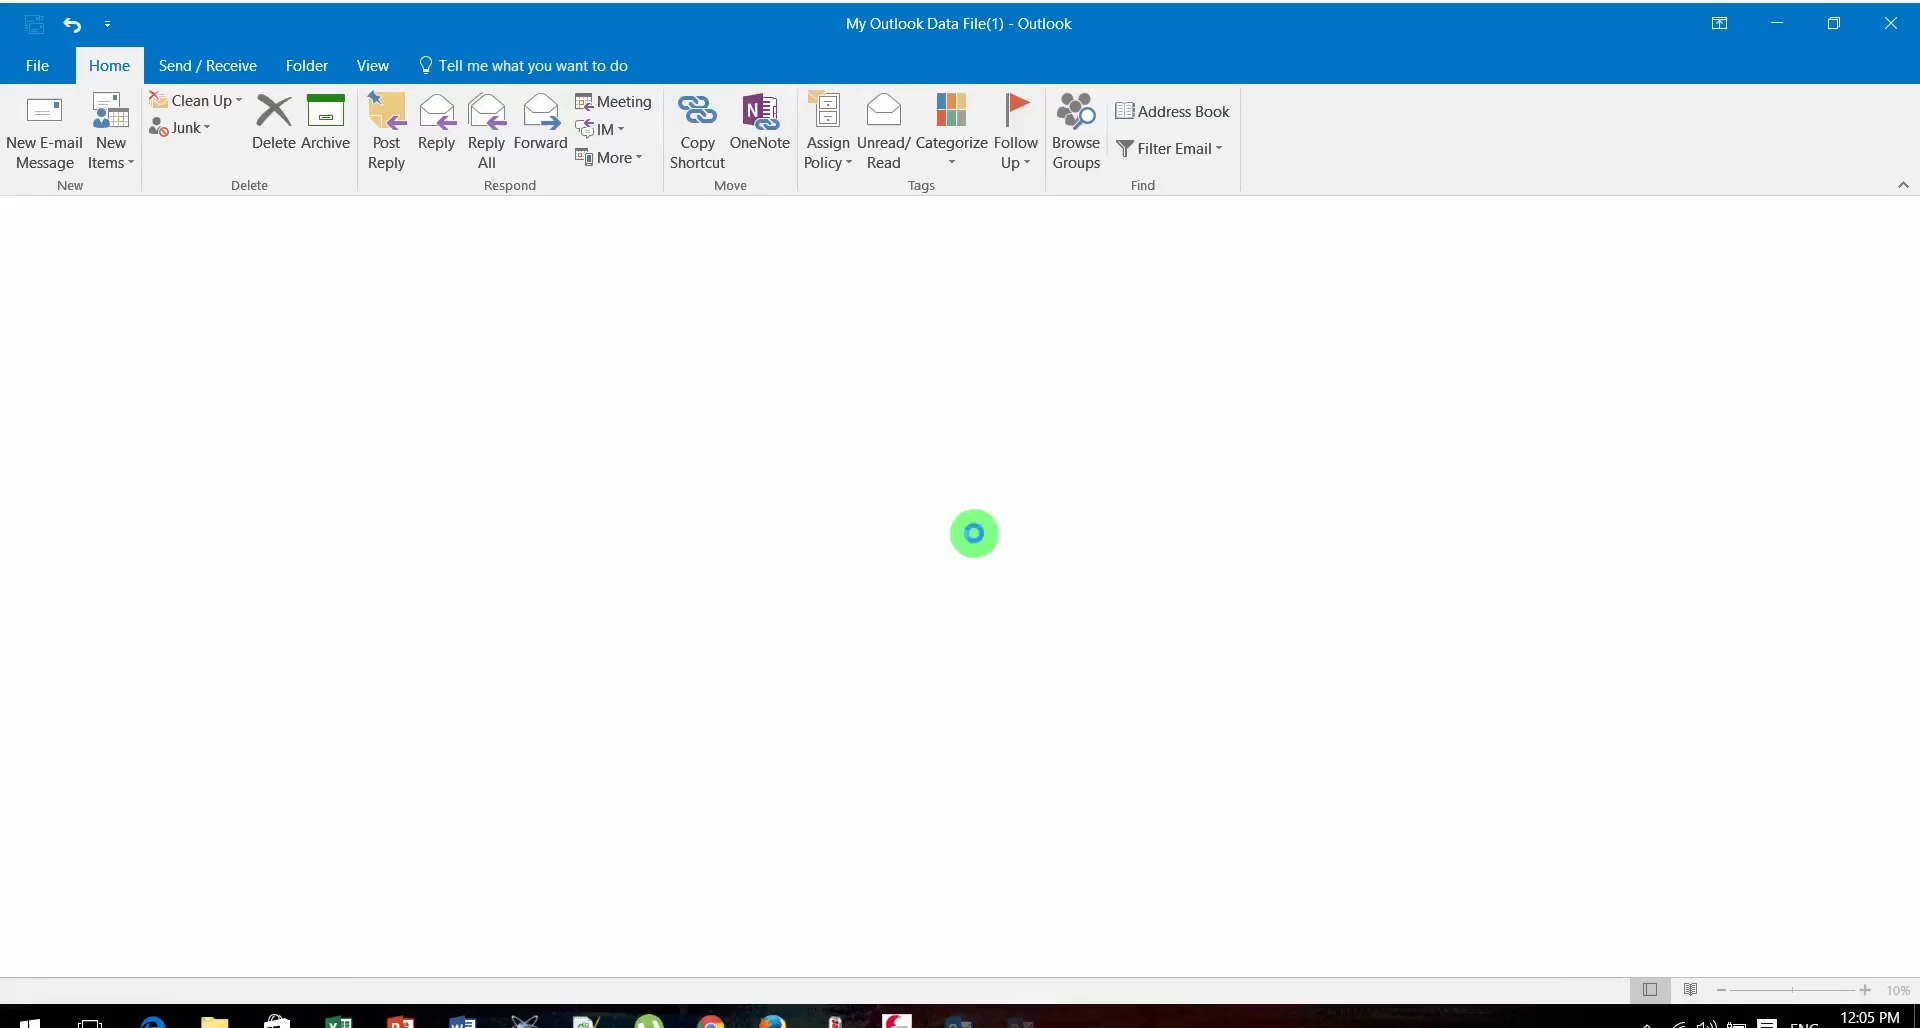 My Outlook Data File(1) - Outlook
File Home Send / Receive Folder View Tell me what you want to do
New E-mail Message
New Items
Clean Up
Junk
Delete
Archive
Post Reply
Reply
Reply All
Forward
Meeting
IM
More
Copy Shortcut
OneNote
Assign Policy
Unread/ Read
Categorize
Follow Up
Browse Groups
Address Book
Filter Email
New Delete Respond Move Tags Find
10%
12:05 PM
ENG